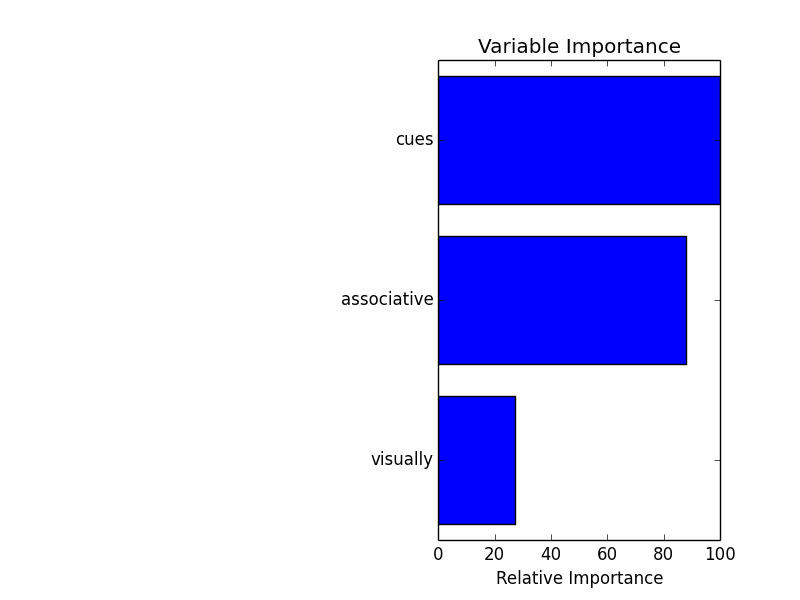 Variable Importance
cues
associative
visually
0 20 40 60 80 100
Relative Importance